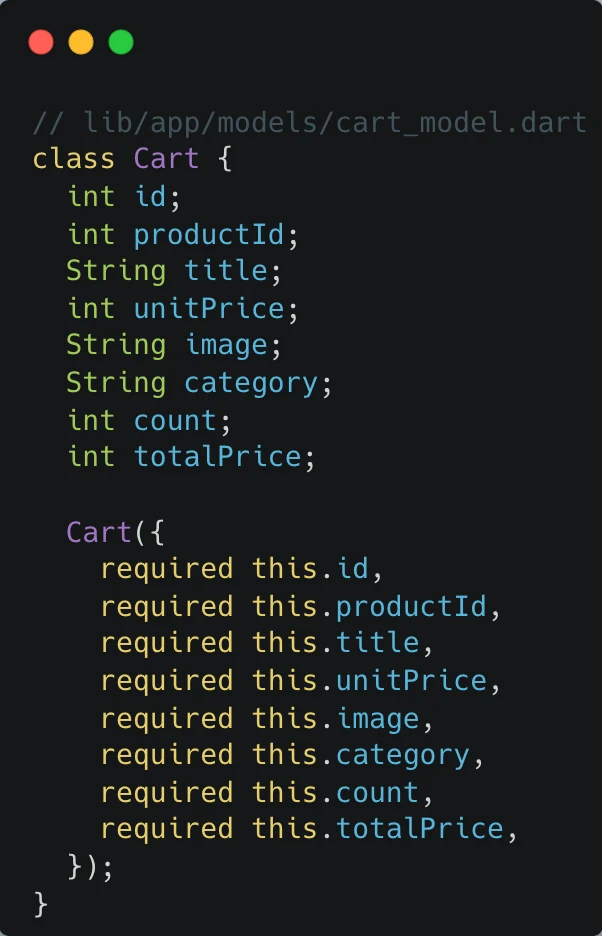 // lib/app/models/cart_model.dart
class Cart {
  int id;
  int productId;
  String title;
  int unitPrice;
  String image;
  String category;
  int count;
  int totalPrice;

  Cart({
    required this.id,
    required this.productId,
    required this.title,
    required this.unitPrice,
    required this.image,
    required this.category,
    required this.count,
    required this.totalPrice,
  });
}